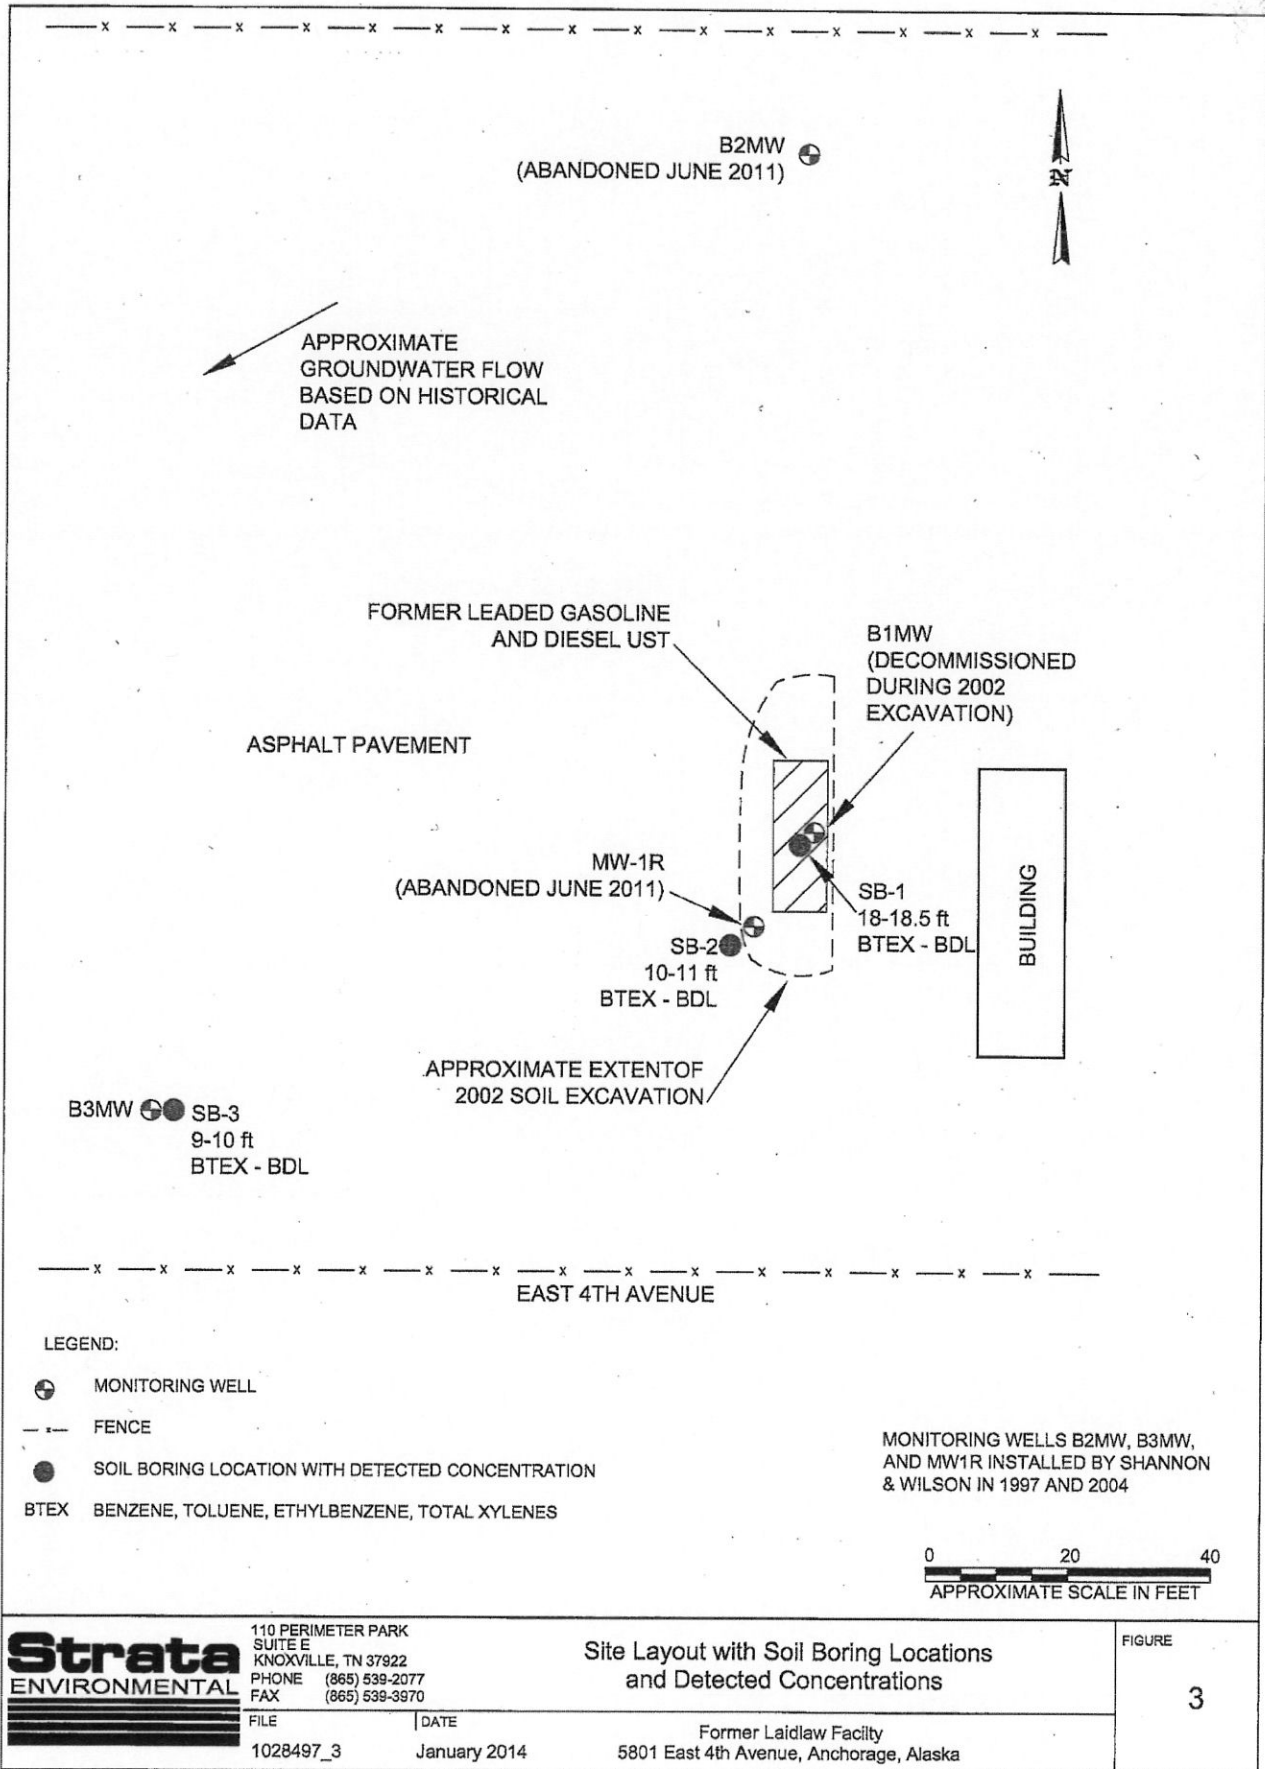 B2MW
(ABANDONED JUNE 2011)
N
APPROXIMATE
GROUNDWATER FLOW
BASED ON HISTORICAL
DATA
FORMER LEADED GASOLINE
AND DIESEL UST
B1MW
(DECOMMISSIONED
DURING 2002
EXCAVATION)
ASPHALT PAVEMENT
MW-1R
(ABANDONED JUNE 2011)
SB-1
18-18.5 ft
BTEX - BDL
BUILDING
SB-2
10-11 ft
BTEX - BDL
APPROXIMATE EXTENTOF
2002 SOIL EXCAVATION
B3MW
SB-3
9-10 ft
BTEX - BDL
EAST 4TH AVENUE
LEGEND:
MONITORING WELL
FENCE
SOIL BORING LOCATION WITH DETECTED CONCENTRATION
BTEX BENZENE, TOLUENE, ETHYLBENZENE, TOTAL XYLENES
MONITORING WELLS B2MW, B3MW,
AND MW1R INSTALLED BY SHANNON
& WILSON IN 1997 AND 2004
0 20 40
APPROXIMATE SCALE IN FEET
Strata
ENVIRONMENTAL
110 PERIMETER PARK
SUITE E
KNOXVILLE, TN 37922
PHONE (865) 539-2077
FAX (865) 539-3970
FILE
1028497_3
DATE
January 2014
Site Layout with Soil Boring Locations
and Detected Concentrations
Former Laidlaw Facilty
5801 East 4th Avenue, Anchorage, Alaska
FIGURE
3